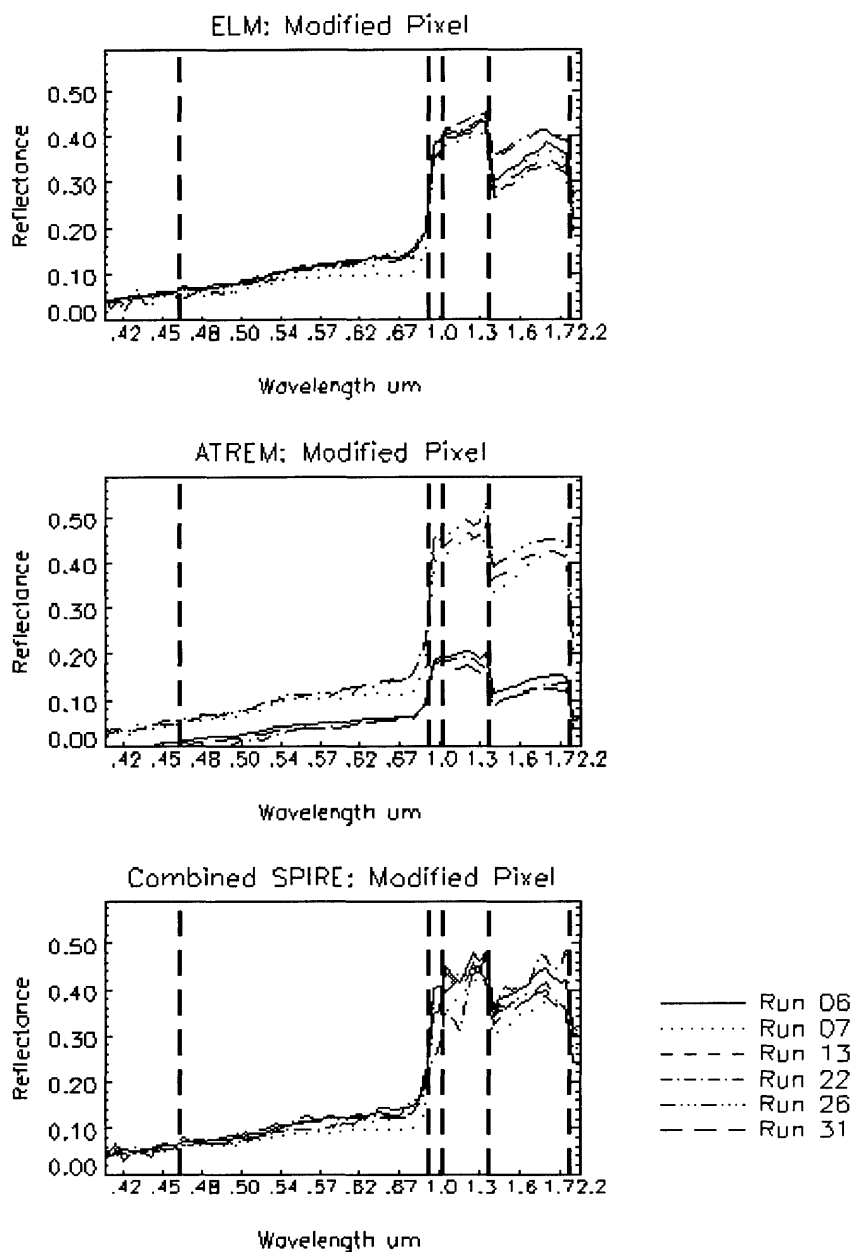 ELM: Modified Pixel
0.50
0.40
0.30
0.20
0.10
0.00
Reflectance
.42 .45 .48 .50 .54 .57 .62 .67 1.0 1.3 1.6 1.72.2
Wavelength um
ATREM: Modified Pixel
0.50
0.40
0.30
0.20
0.10
0.00
Reflectance
.42 .45 .48 .50 .54 .57 .62 .67 1.0 1.3 1.6 1.72.2
Wavelength um
Combined SPIRE: Modified Pixel
0.50
0.40
0.30
0.20
0.10
0.00
Reflectance
.42 .45 .48 .50 .54 .57 .62 .67 1.0 1.3 1.6 1.72.2
Wavelength um
Run 06
Run 07
Run 13
Run 22
Run 26
Run 31